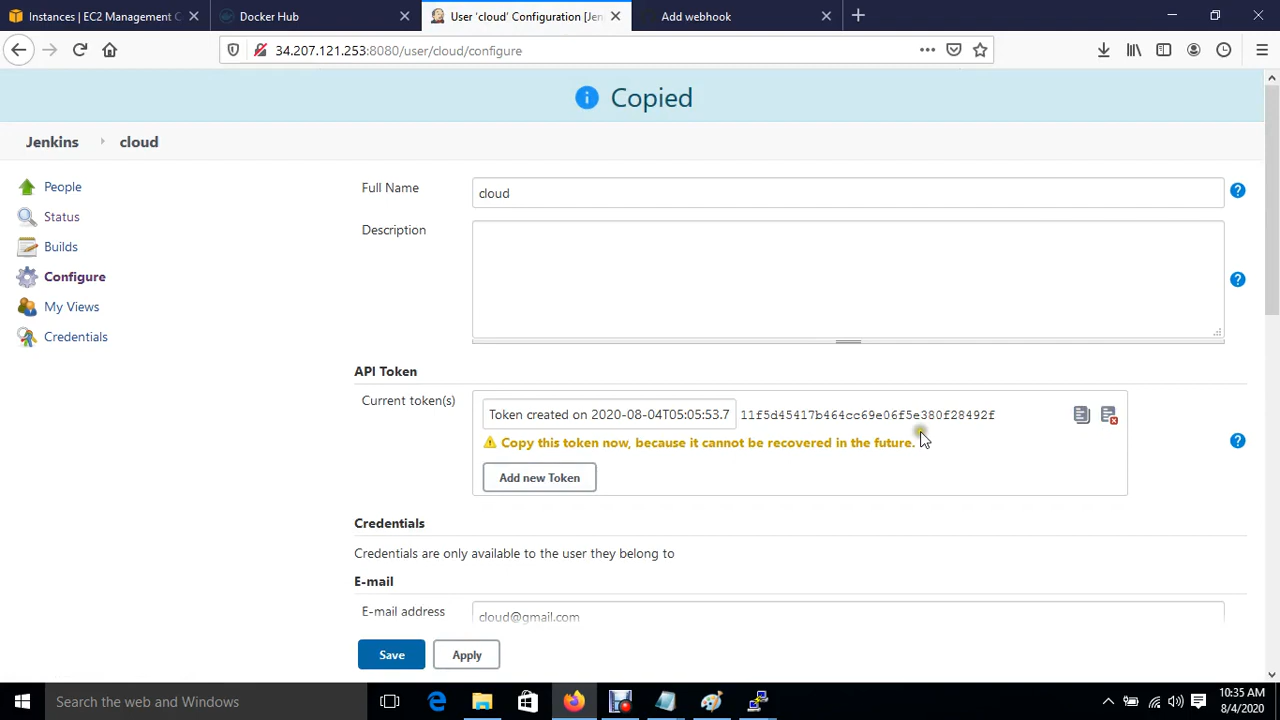 Instances | EC2 Management C
Docker Hub
User 'cloud' Configuration [Jen
Add webhook
34.207.121.253:8080/user/cloud/configure
Copied
Jenkins
cloud
People
Status
Builds
Configure
My Views
Credentials
Full Name
cloud
Description
API Token
Current token(s)
Token created on 2020-08-04T05:05:53.7
11f5d45417b464cc69e06f5e380f28492f
Copy this token now, because it cannot be recovered in the future.
Add new Token
Credentials
Credentials are only available to the user they belong to
E-mail
E-mail address
cloud@gmail.com
Save
Apply
Search the web and Windows
10:35 AM
8/4/2020